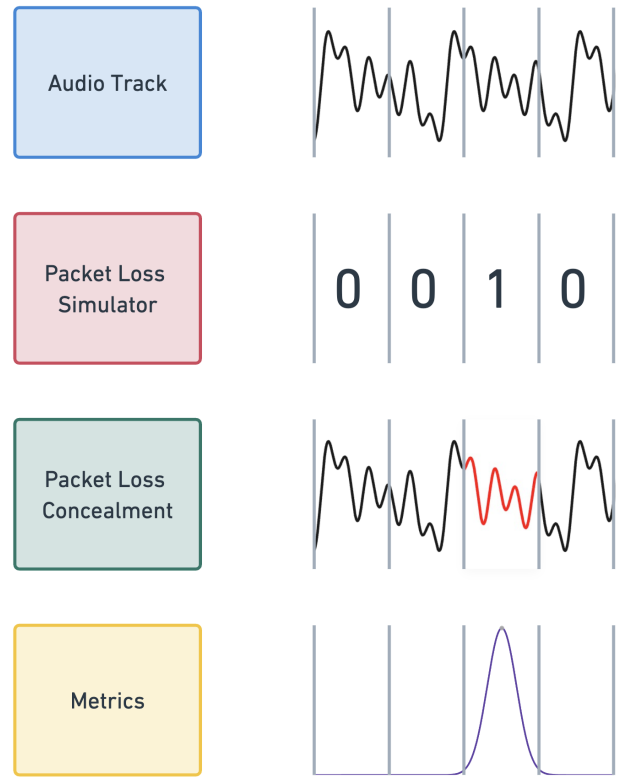 Audio Track
Packet Loss
Simulator
0 0 1 0
Packet Loss
Concealment
Metrics